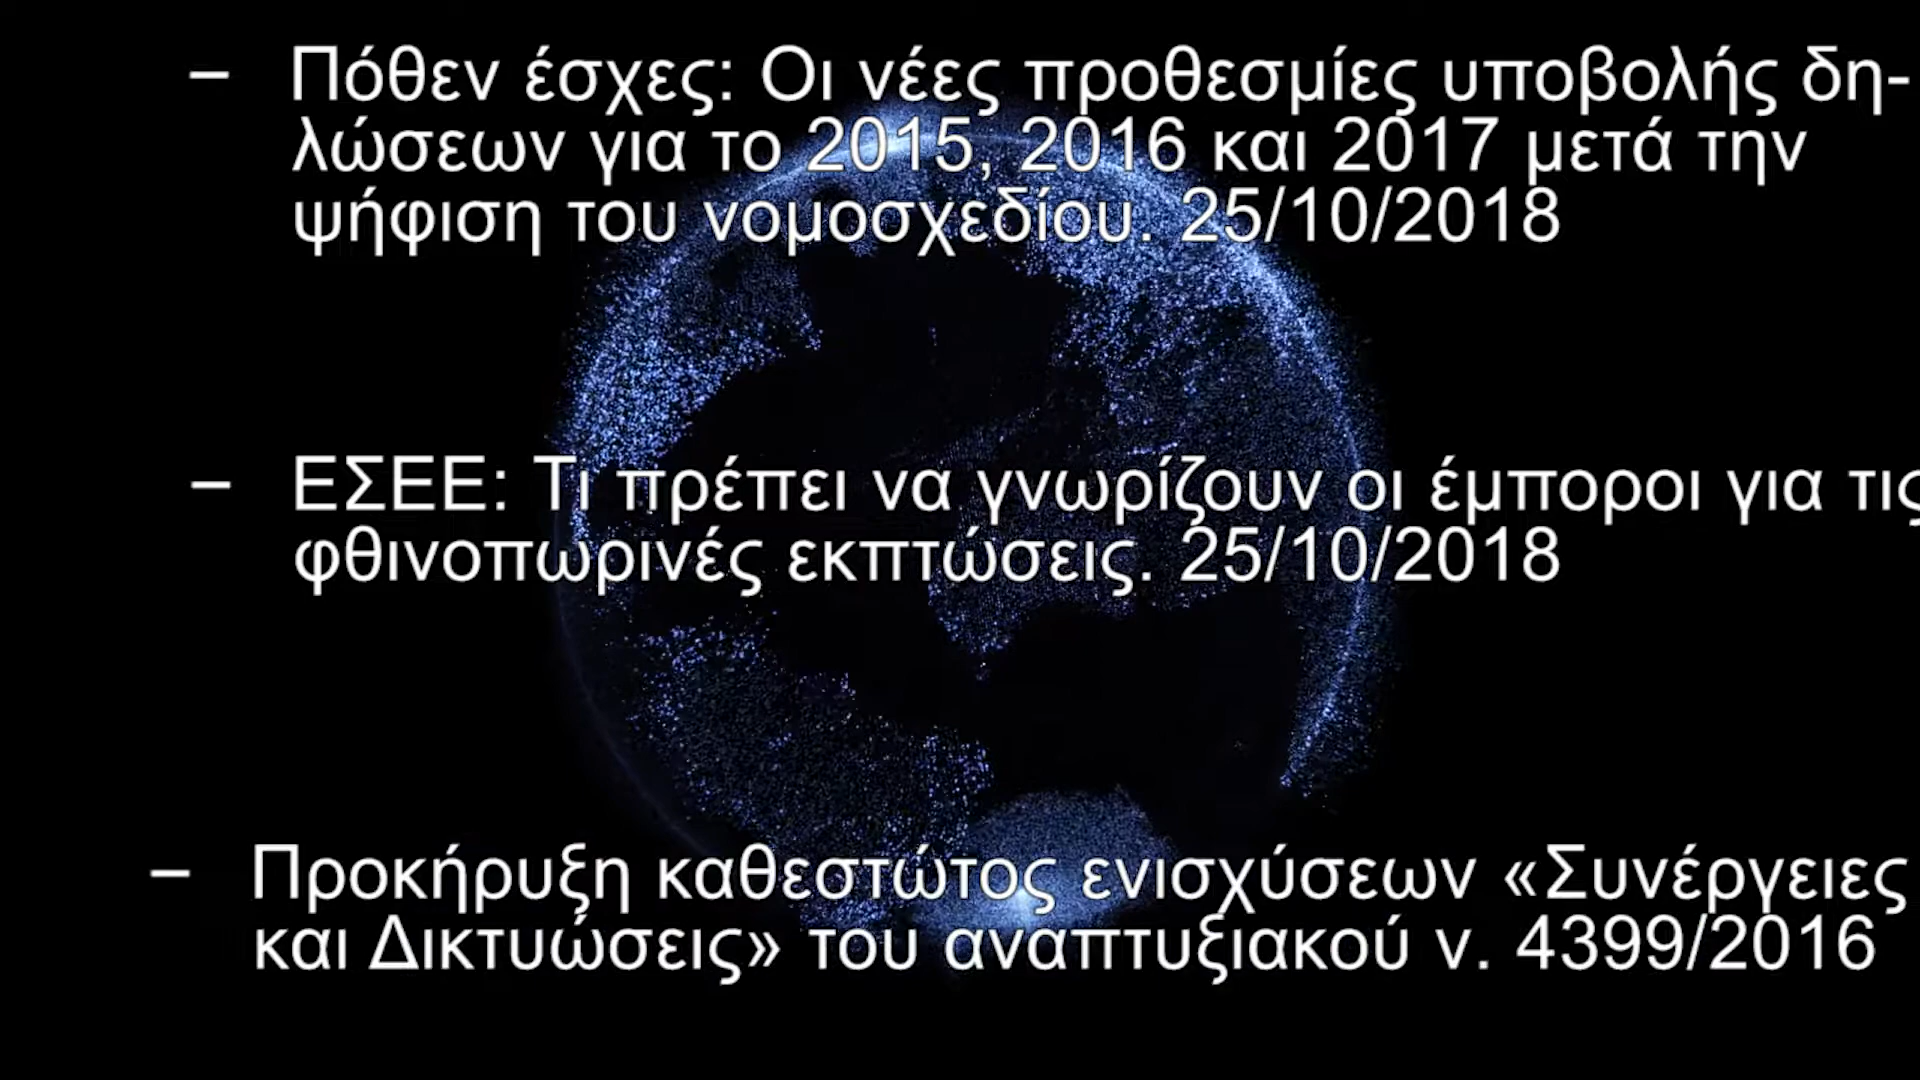 – Πόθεν έσχες: Οι νέες προθεσμίες υποβολής δη-
λώσεων για το 2015, 2016 και 2017 μετά την
ψήφιση του νομοσχεδίου. 25/10/2018
– ΕΣΕΕ: Τι πρέπει να γνωρίζουν οι έμποροι για τις
φθινοπωρινές εκπτώσεις. 25/10/2018
– Προκήρυξη καθεστώτος ενισχύσεων «Συνέργειες
και Δικτυώσεις» του αναπτυξιακού ν. 4399/2016